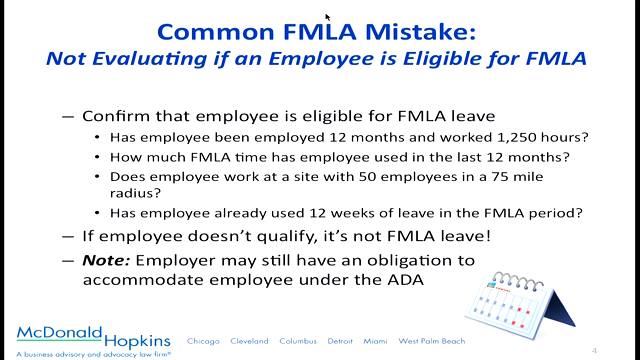 Common FMLA Mistake:
Not Evaluating if an Employee is Eligible for FMLA
– Confirm that employee is eligible for FMLA leave
• Has employee been employed 12 months and worked 1,250 hours?
• How much FMLA time has employee used in the last 12 months?
• Does employee work at a site with 50 employees in a 75 mile
radius?
• Has employee already used 12 weeks of leave in the FMLA period?
– If employee doesn't qualify, it's not FMLA leave!
– Note: Employer may still have an obligation to
accommodate employee under the ADA
McDonald
Hopkins
A business advisory and advocacy law firm®
Chicago Cleveland Columbus Detroit Miami West Palm Beach
4